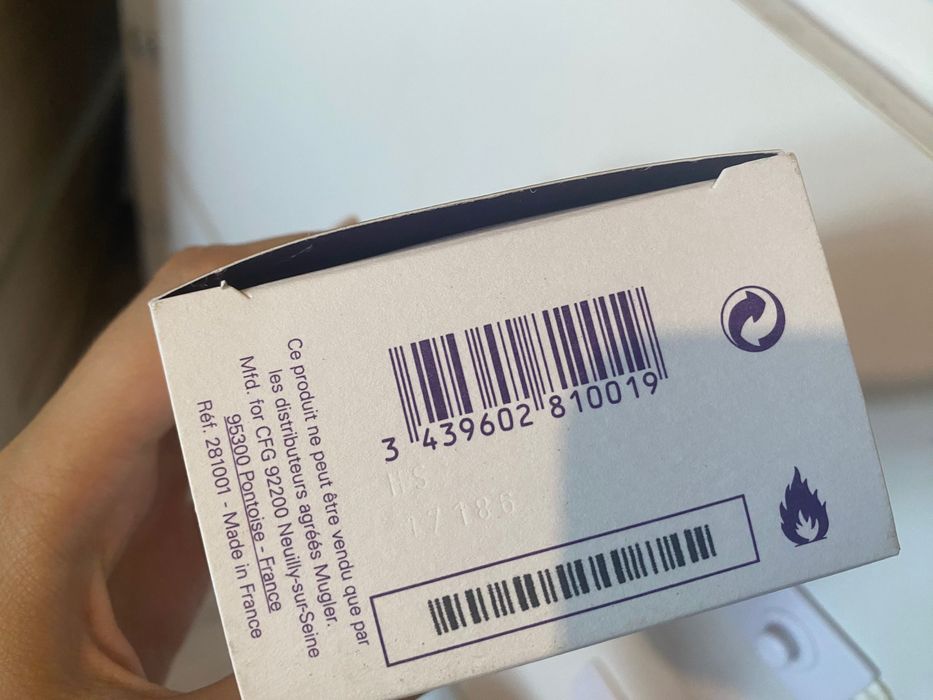 Ce produit ne peut être vendu que par
les distributeurs agréés Mugler.
Mfd. for CFG 92200 Neuilly-sur-Seine
95300 Pontoise - France
Réf. 281001 - Made in France
3 439602 810019